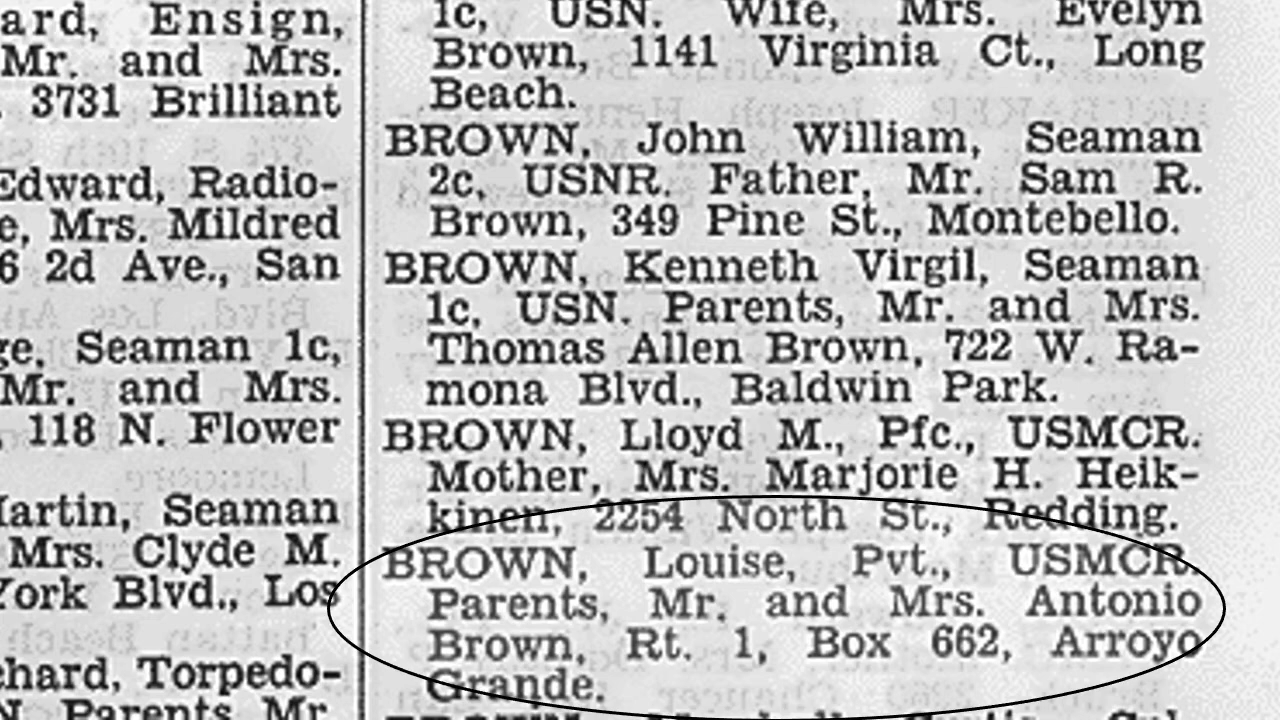 ard, Ensign,
Mr. and Mrs.
. 3731 Brilliant
Edward, Radio-
e, Mrs. Mildred
6 2d Ave., San
ge, Seaman 1c,
Mr. and Mrs.
, 118 N. Flower
Martin, Seaman
Mrs. Clyde M.
York Blvd., Los
chard, Torpedo-
N. Parents Mr.
1c, USN. Wife, Mrs. Evelyn
Brown, 1141 Virginia Ct., Long
Beach.
BROWN, John William, Seaman
2c, USNR. Father, Mr. Sam R.
Brown, 349 Pine St., Montebello.
BROWN, Kenneth Virgil, Seaman
1c, USN. Parents, Mr. and Mrs.
Thomas Allen Brown, 722 W. Ra-
mona Blvd., Baldwin Park.
BROWN, Lloyd M., Pfc., USMCR.
Mother, Mrs. Marjorie H. Heik-
kinen, 2254 North St., Redding.
BROWN, Louise, Pvt., USMCR.
Parents, Mr. and Mrs. Antonio
Brown, Rt. 1, Box 662, Arroyo
Grande.
BROWN,